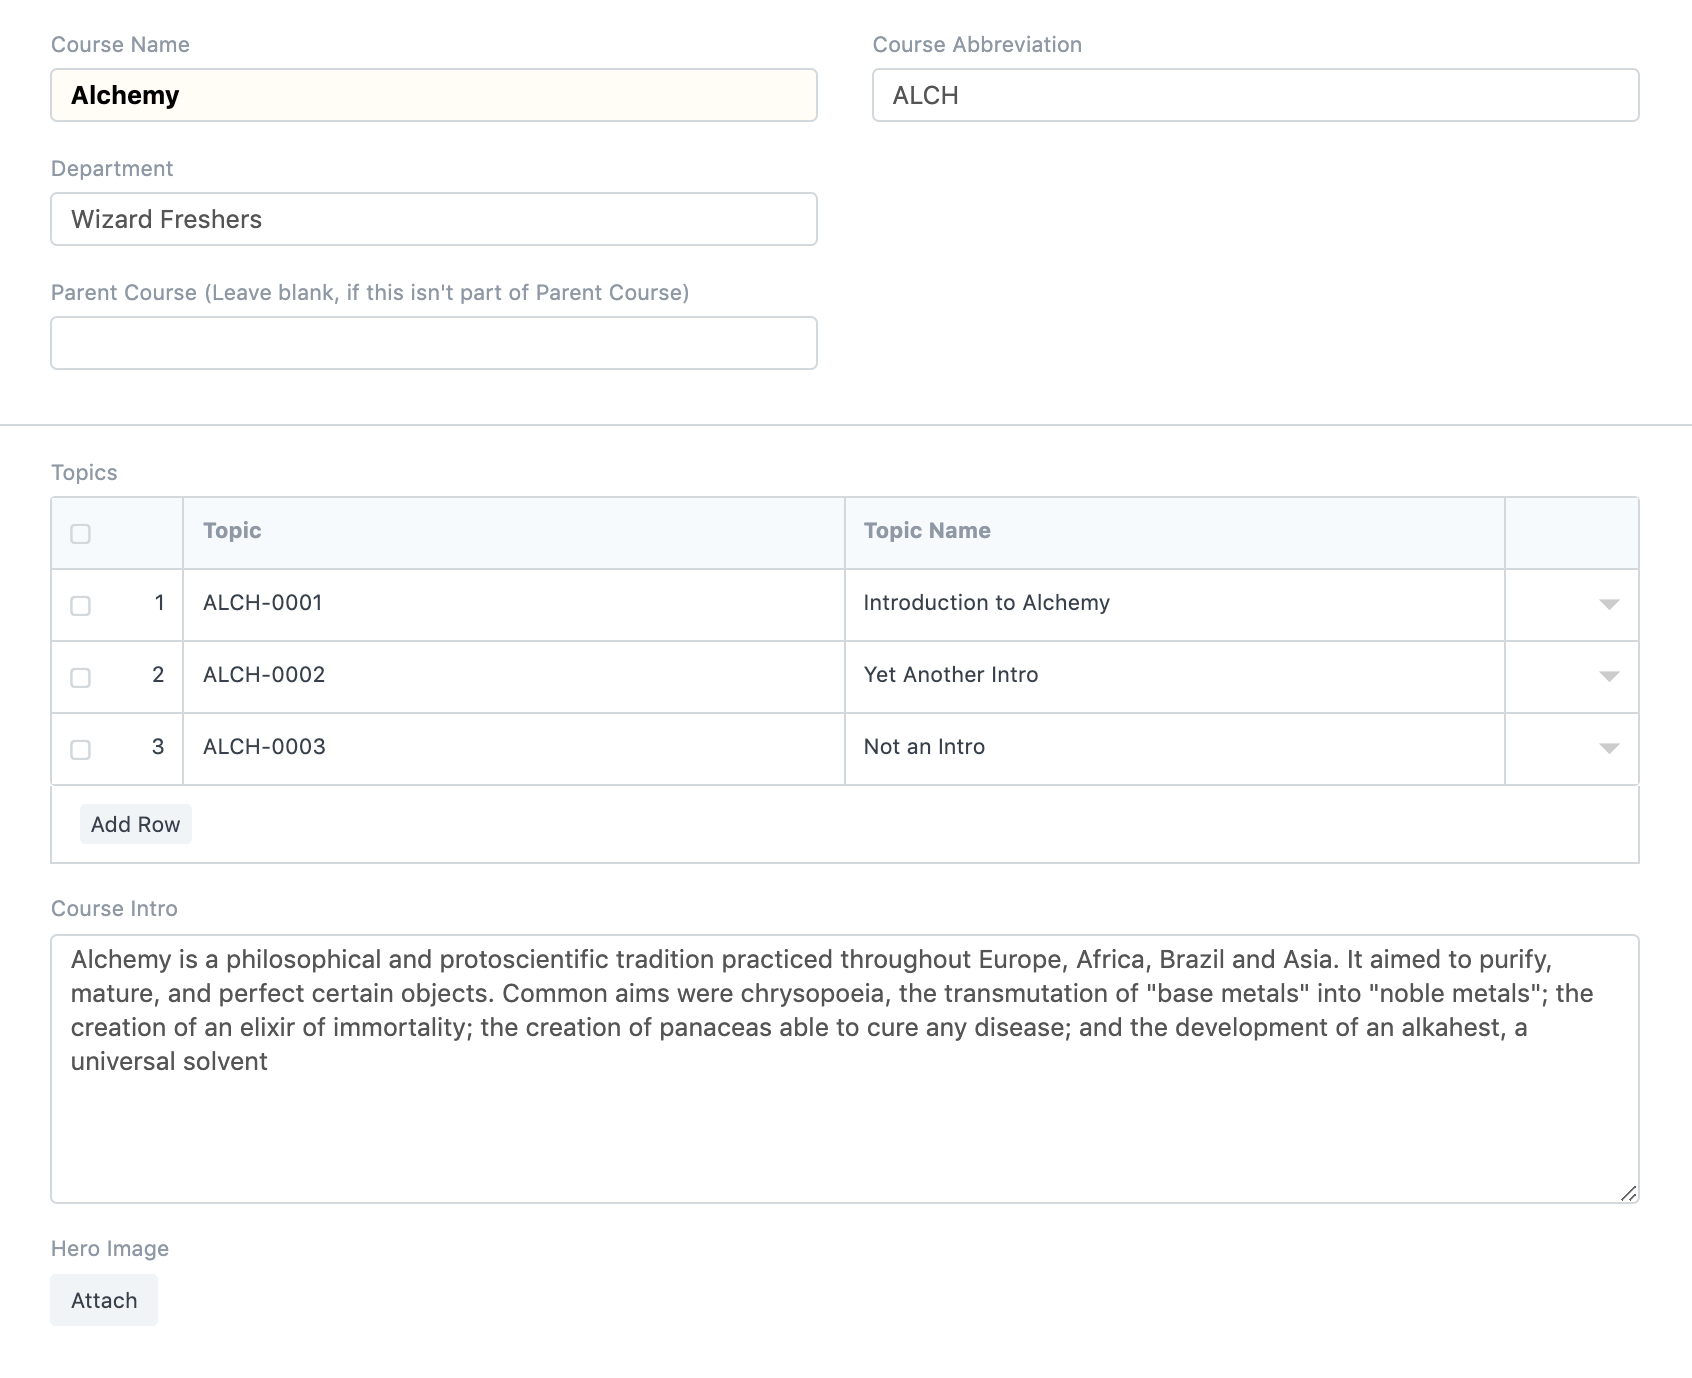 Course Name
Course Abbreviation
Alchemy
ALCH
Department
Wizard Freshers
Parent Course (Leave blank, if this isn't part of Parent Course)
Topics
Topic Topic Name
1 ALCH-0001 Introduction to Alchemy
2 ALCH-0002 Yet Another Intro
3 ALCH-0003 Not an Intro
Add Row
Course Intro
Alchemy is a philosophical and protoscientific tradition practiced throughout Europe, Africa, Brazil and Asia. It aimed to purify,
mature, and perfect certain objects. Common aims were chrysopoeia, the transmutation of "base metals" into "noble metals"; the
creation of an elixir of immortality; the creation of panaceas able to cure any disease; and the development of an alkahest, a
universal solvent
Hero Image
Attach